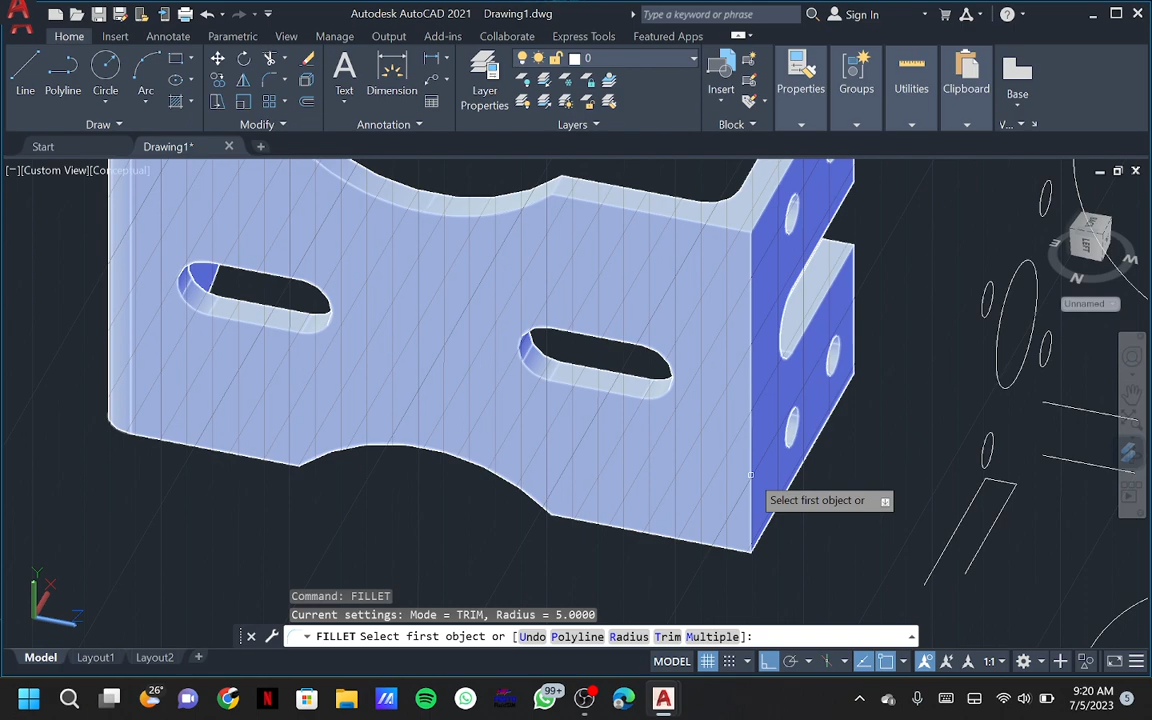 Autodesk AutoCAD 2021 Drawing1.dwg
Type a keyword or phrase
Sign In
Home Insert Annotate Parametric View Manage Output Add-ins Collaborate Express Tools Featured Apps
0
Line Polyline Circle Arc
Text Dimension
Layer
Properties
Insert
Properties Groups Utilities Clipboard Base
Draw Modify Annotation Layers Block V...
Start Drawing1*
[−][Custom View][Conceptual]
LEFT
E W
N
Unnamed
Select first object or
Y X
Z
Command: FILLET
Current settings: Mode = TRIM, Radius = 5.0000
FILLET Select first object or [Undo Polyline Radius Trim Multiple]:
Model Layout1 Layout2
MODEL 1:1
26°
99+
9:20 AM
7/5/2023
5